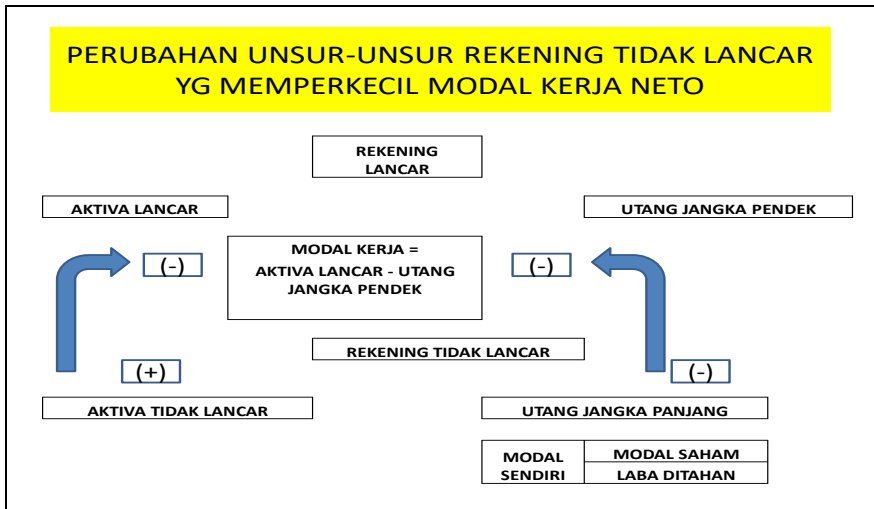 PERUBAHAN UNSUR-UNSUR REKENING TIDAK LANCAR
YG MEMPERKECIL MODAL KERJA NETO
REKENING
LANCAR
AKTIVA LANCAR
UTANG JANGKA PENDEK
(-)
MODAL KERJA =
AKTIVA LANCAR - UTANG
JANGKA PENDEK
(-)
REKENING TIDAK LANCAR
(+)
(-)
AKTIVA TIDAK LANCAR
UTANG JANGKA PANJANG
MODAL
SENDIRI
MODAL SAHAM
LABA DITAHAN